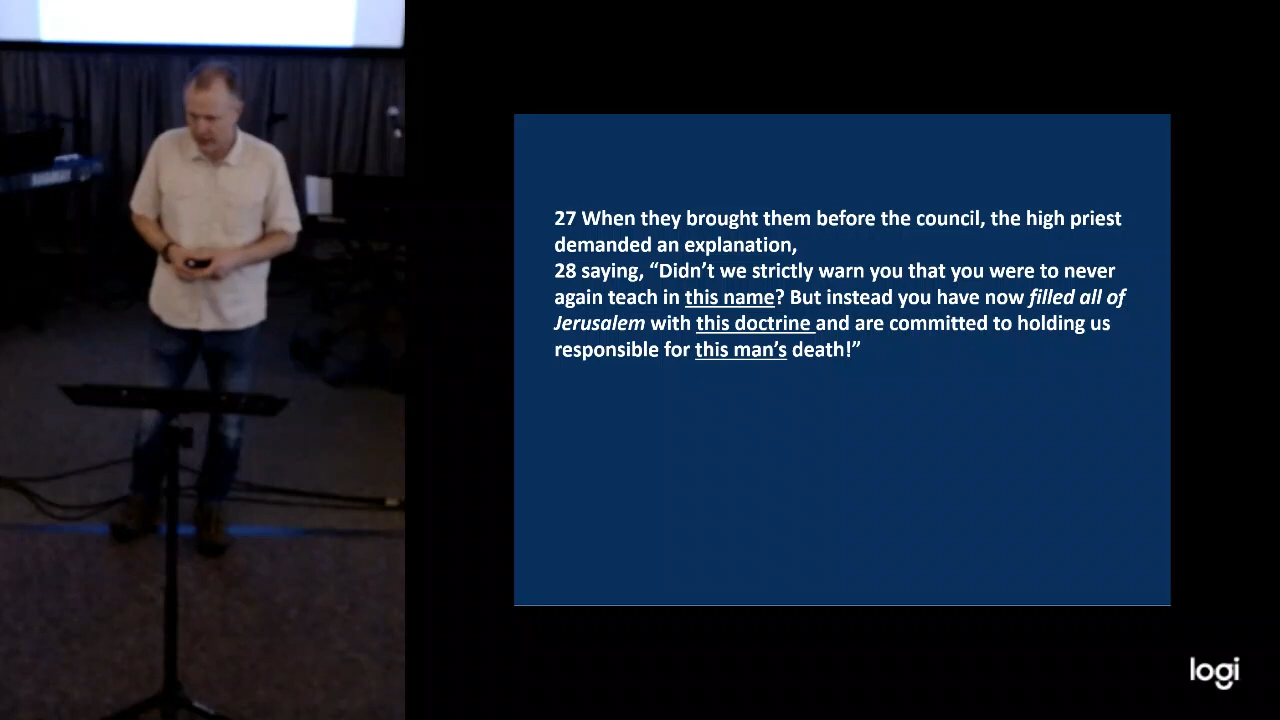 27 When they brought them before the council, the high priest
demanded an explanation,
28 saying, “Didn’t we strictly warn you that you were to never
again teach in this name? But instead you have now filled all of
Jerusalem with this doctrine and are committed to holding us
responsible for this man’s death!”
logi